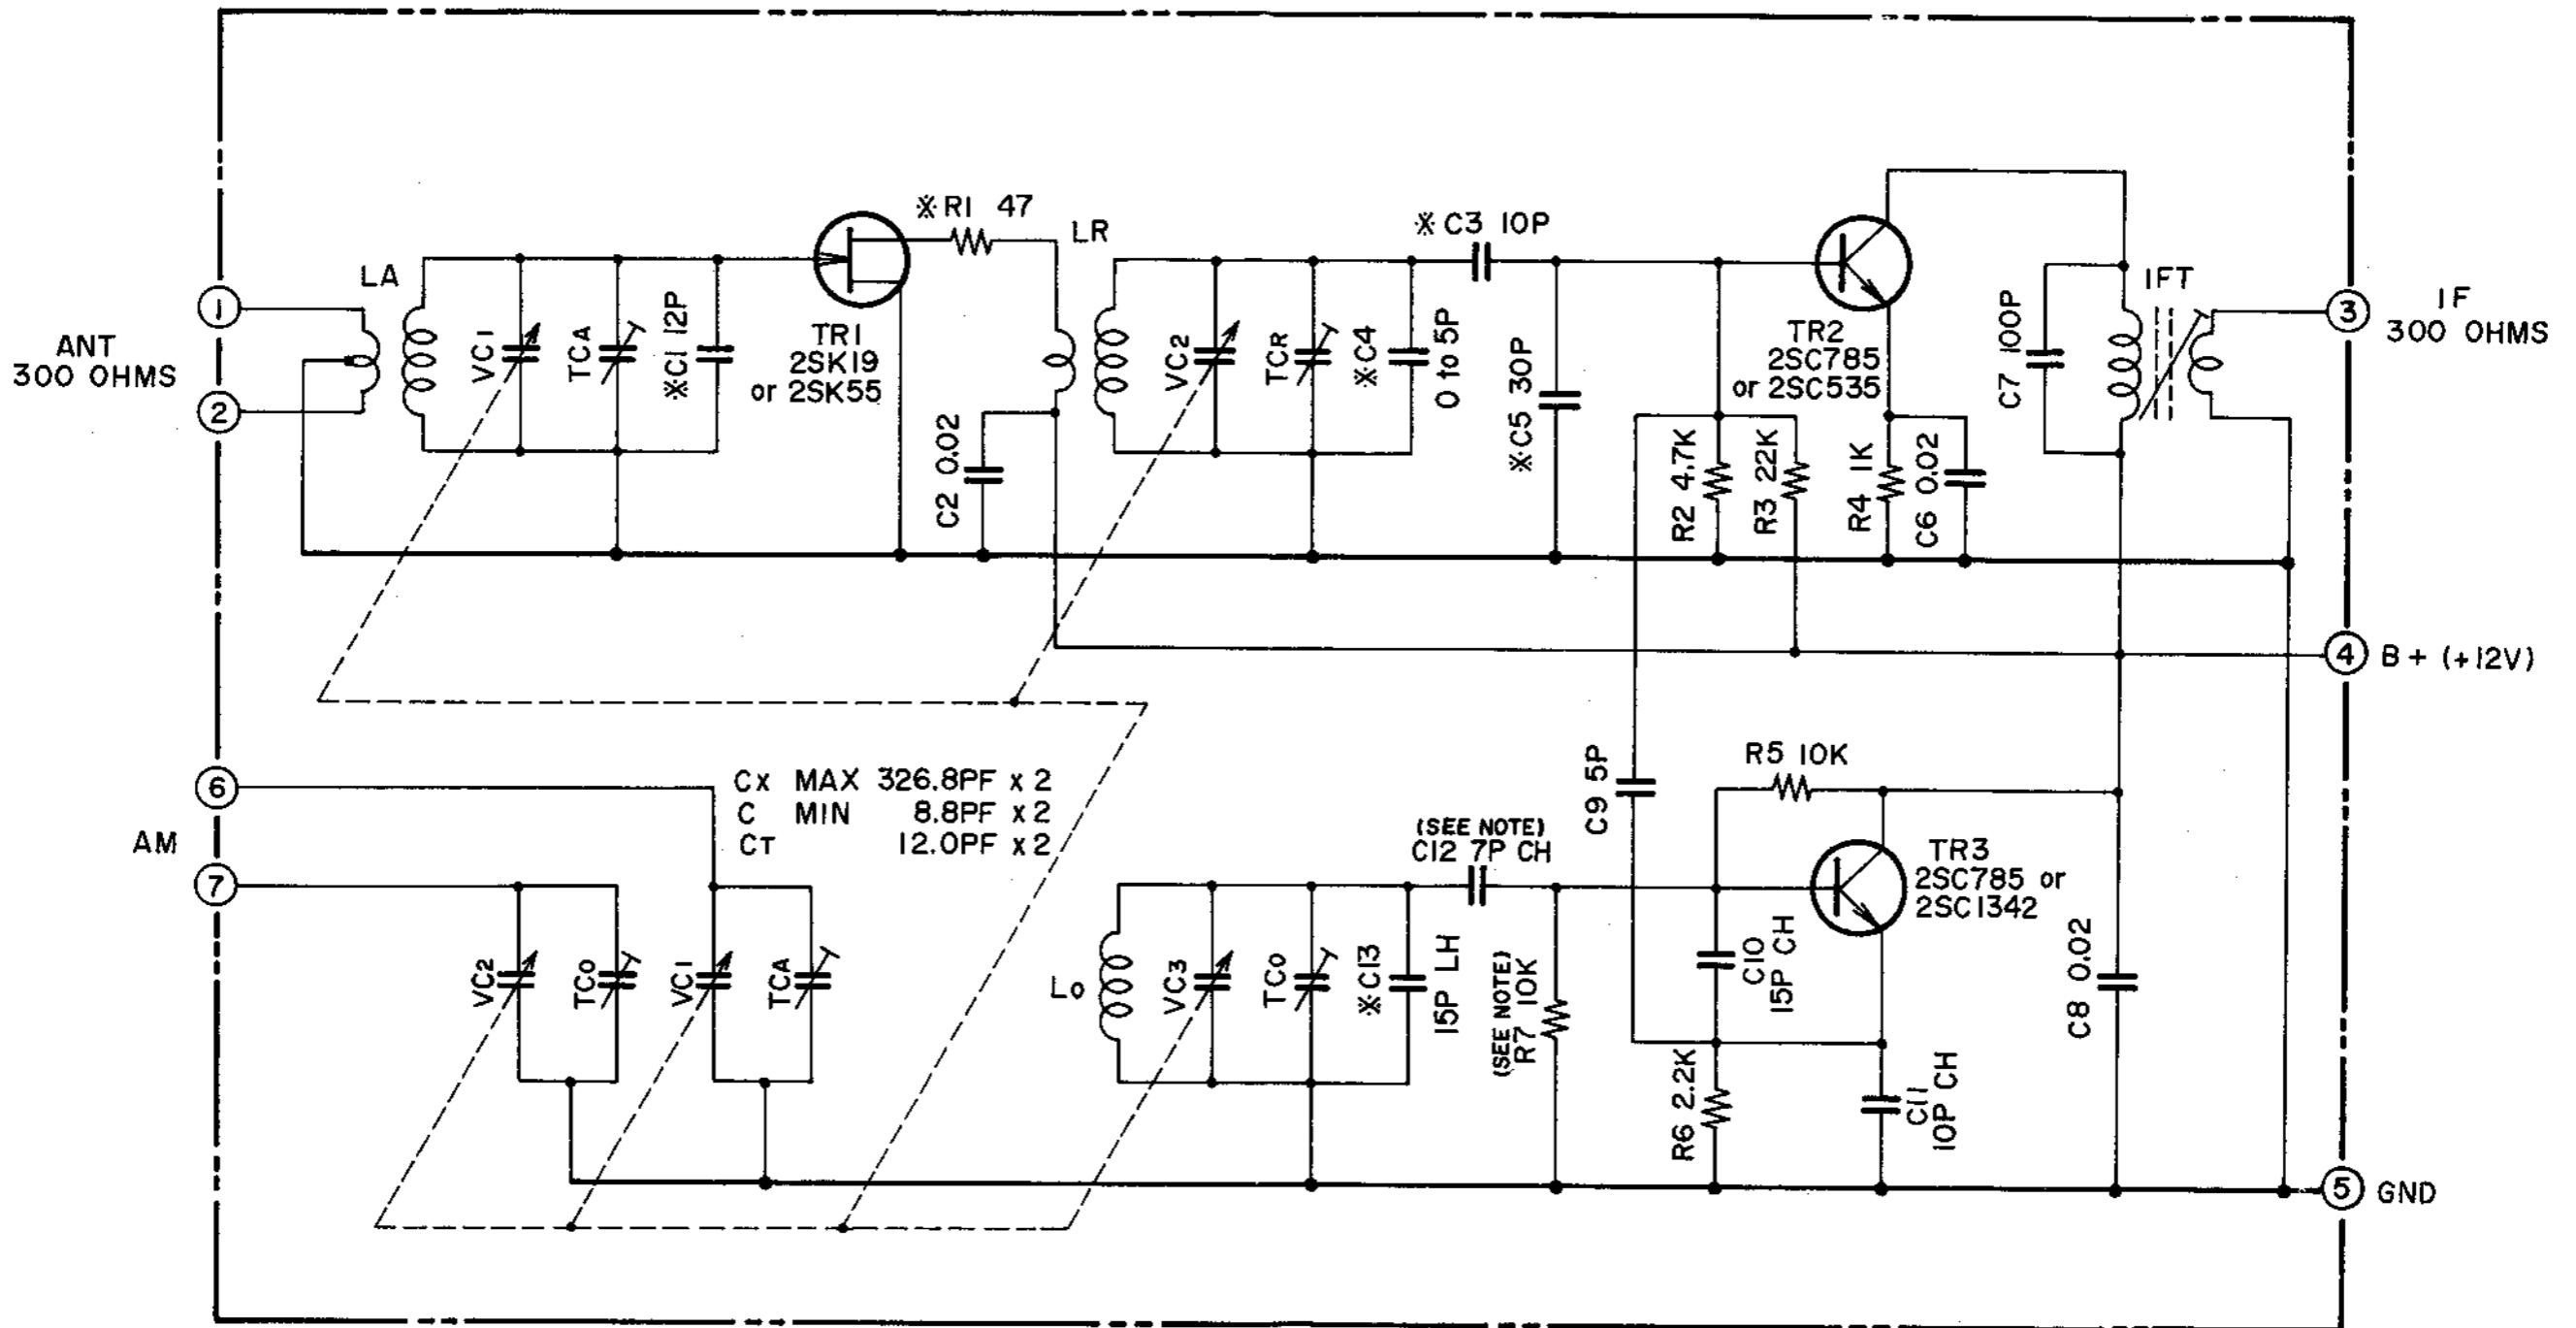 ※R1 47
LR
LA
1
ANT
300 OHMS
2
VC1
TCA
※C1 12P
TR1
2SK19
or 2SK55
C2 0.02
VC2
TCR
※C4
0 to 5P
※C3 10P
※C5 30P
TR2
2SC785
or 2SC535
R2 4.7K
R3 22K
R4 1K
C6 0.02
C7 100P
IFT
3
IF
300 OHMS
4
B+ (+12V)
6
AM
7
CX MAX 326.8PF x 2
C MIN 8.8PF x 2
CT 12.0PF x 2
VC2
TCO
VC1
TCA
LO
VC3
TCO
※C13
15P LH
(SEE NOTE)
C12 7P CH
(SEE NOTE)
R7 10K
C9 5P
R5 10K
TR3
2SC785 or
2SC1342
C10
15P CH
R6 2.2K
C11
10P CH
C8 0.02
5
GND